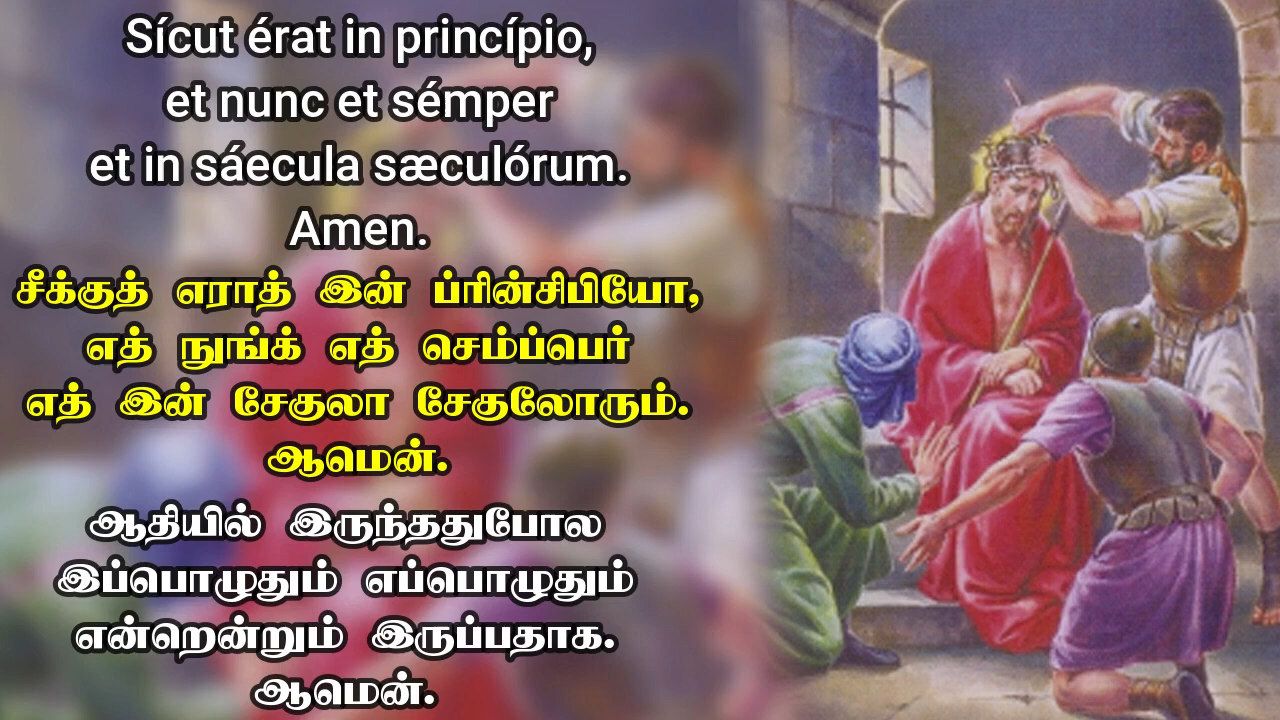 Sícut érat in princípio,
et nunc et sémper
et in sáecula sæculórum.
Amen.
சீக்குத் எராத் இன் ப்ரின்சிபியோ,
எத் நுங்க் எத் செம்ப்பெர்
எத் இன் சேகுலா சேகுலோரும்.
ஆமென்.
ஆதியில் இருந்ததுபோல
இப்பொழுதும் எப்பொழுதும்
என்றென்றும் இருப்பதாக.
ஆமென்.